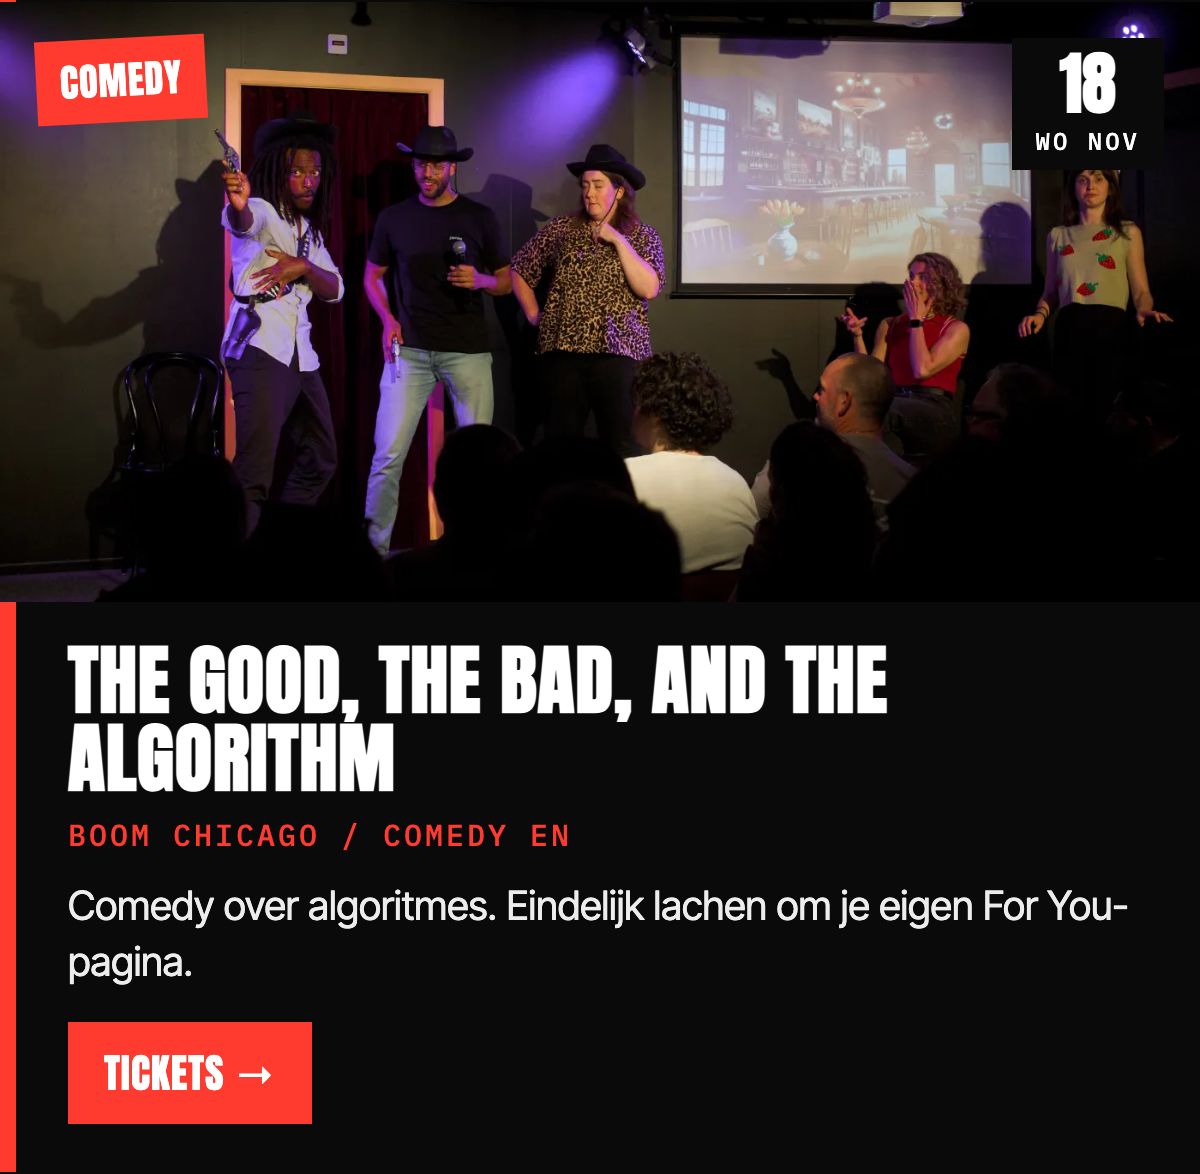 COMEDY
18
WO NOV
THE GOOD, THE BAD, AND THE
ALGORITHM
BOOM CHICAGO / COMEDY EN
Comedy over algoritmes. Eindelijk lachen om je eigen For You-
pagina.
TICKETS →